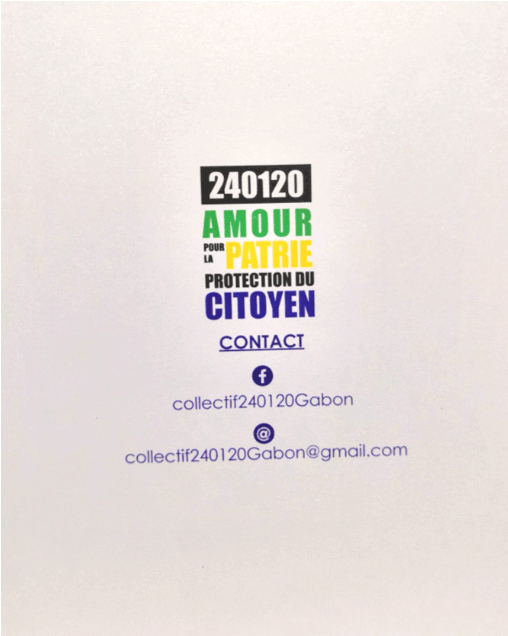 240120
AMOUR
POUR LA PATRIE
PROTECTION DU
CITOYEN
CONTACT
collectif240120Gabon
@
collectif240120Gabon@gmail.com